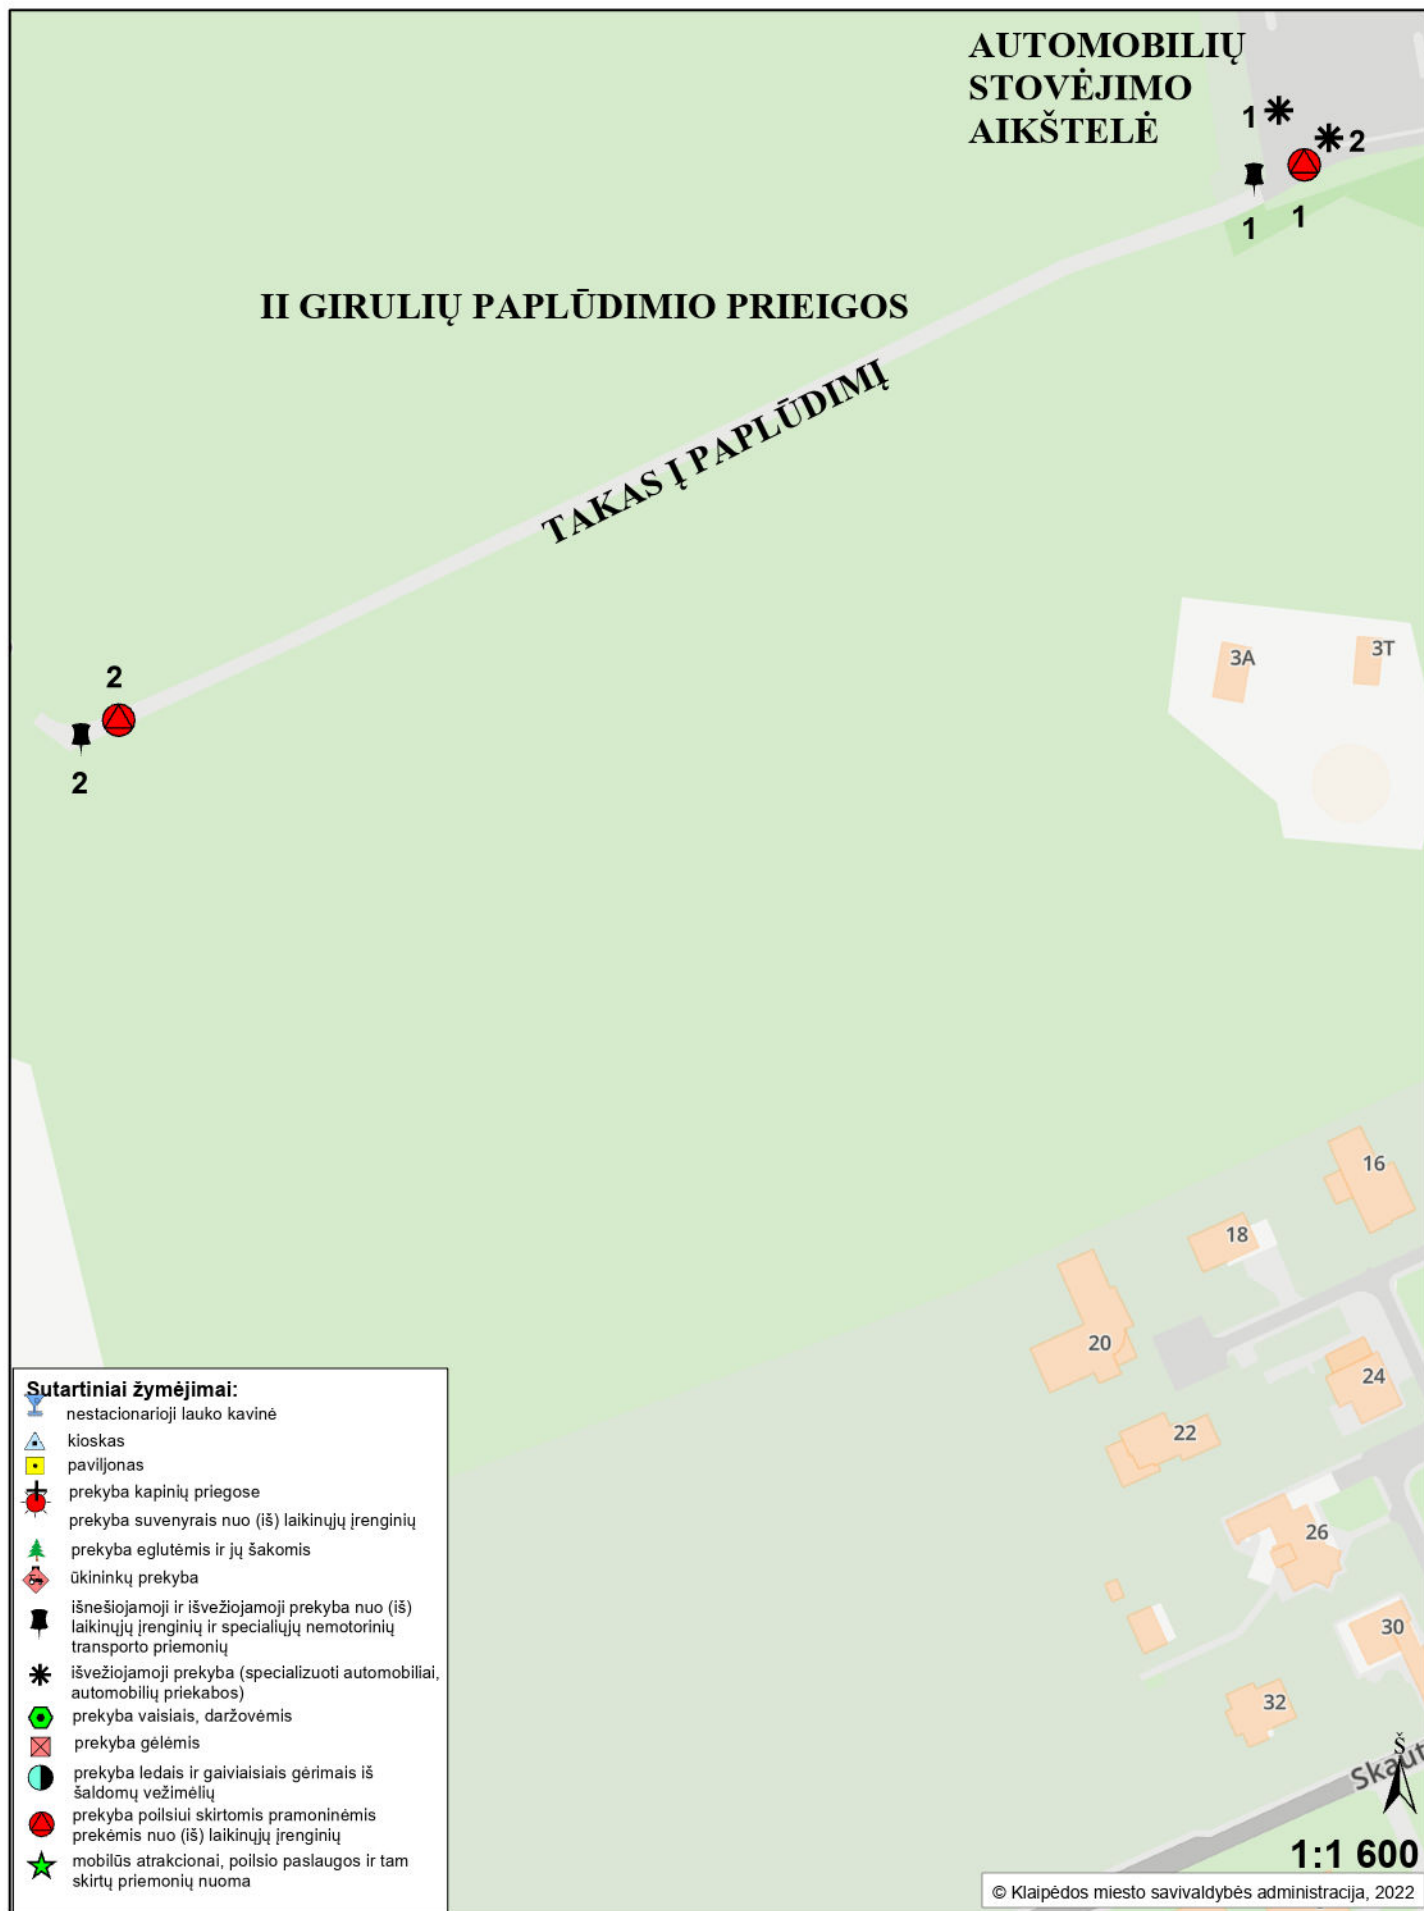 AUTOMOBILIŲ
STOVĖJIMO
AIKŠTELĖ
1
2
1
1
II GIRULIŲ PAPLŪDIMIO PRIEIGOS
TAKAS Į PAPLŪDIMĮ
3A
3T
2
2
16
18
20
24
22
26
30
32
Š
Skaut
1:1 600
© Klaipėdos miesto savivaldybės administracija, 2022
Sutartiniai žymėjimai:
nestacionarioji lauko kavinė
kioskas
paviljonas
prekyba kapinių priegose
prekyba suvenyrais nuo (iš) laikinųjų įrenginių
prekyba eglutėmis ir jų šakomis
ūkininkų prekyba
išnešiojamoji ir išvežiojamoji prekyba nuo (iš)
laikinųjų įrenginių ir specialiųjų nemotorinių
transporto priemonių
išvežiojamoji prekyba (specializuoti automobiliai,
automobilių priekabos)
prekyba vaisiais, daržovėmis
prekyba gėlėmis
prekyba ledais ir gaiviaisiais gėrimais iš
šaldomų vežimėlių
prekyba poilsiui skirtomis pramoninėmis
prekėmis nuo (iš) laikinųjų įrenginių
mobilūs atrakcionai, poilsio paslaugos ir tam
skirtų priemonių nuoma